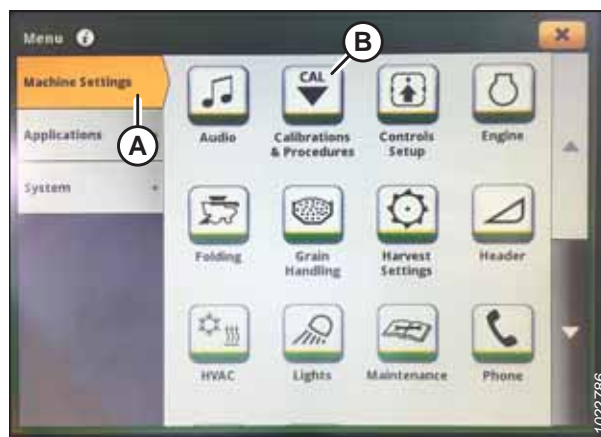 Menu i
B
Machine Settings
A
Applications
System
CAL
Audio
Calibrations
& Procedures
Controls
Setup
Engine
Folding
Grain
Handling
Harvest
Settings
Header
HVAC
Lights
Maintenance
Phone
1022786